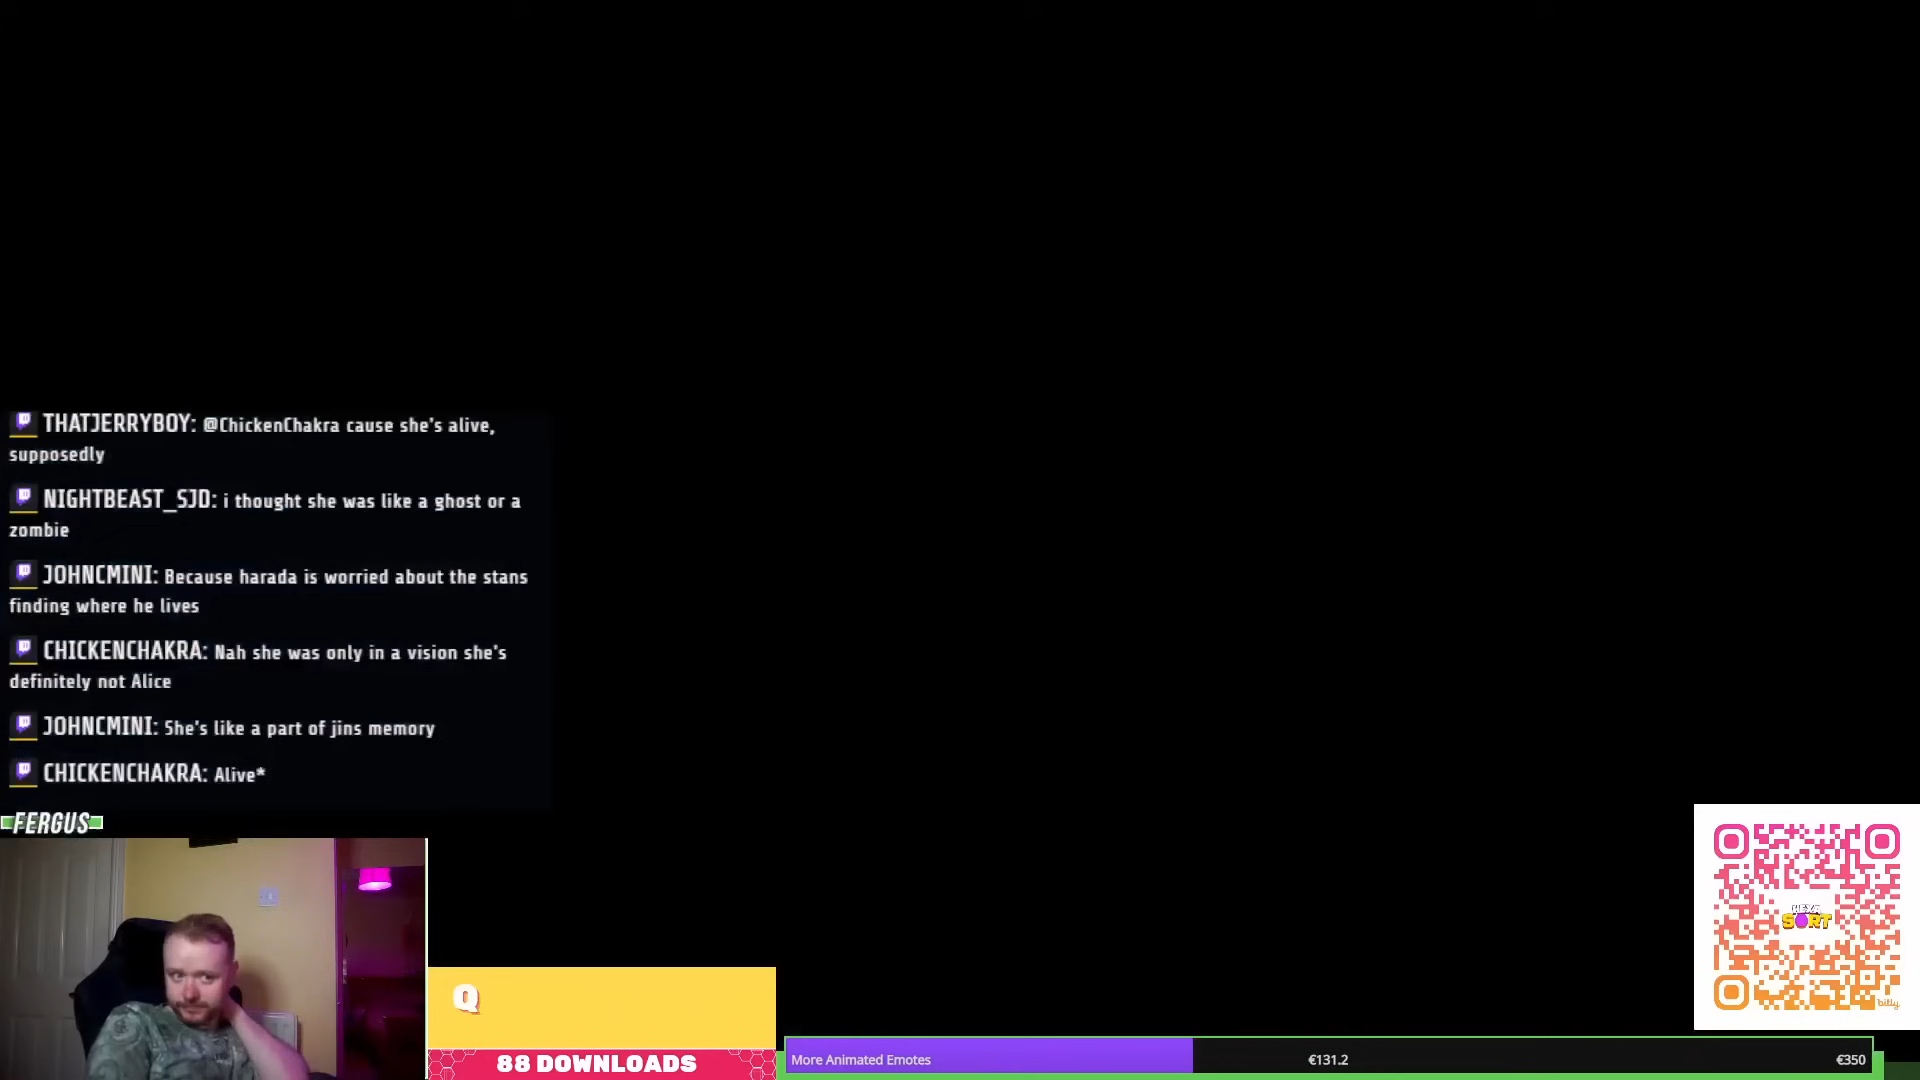 THATJERRYBOY: @ChickenChakra cause she's alive,
supposedly
NIGHTBEAST_SJD: i thought she was like a ghost or a
zombie
JOHNCMINI: Because harada is worried about the stans
finding where he lives
CHICKENCHAKRA: Nah she was only in a vision she's
definitely not Alice
JOHNCMINI: She's like a part of jins memory
CHICKENCHAKRA: Alive*
FERGUS
Q
88 DOWNLOADS
More Animated Emotes €131.2 €350
HEXA
SORT
bitly